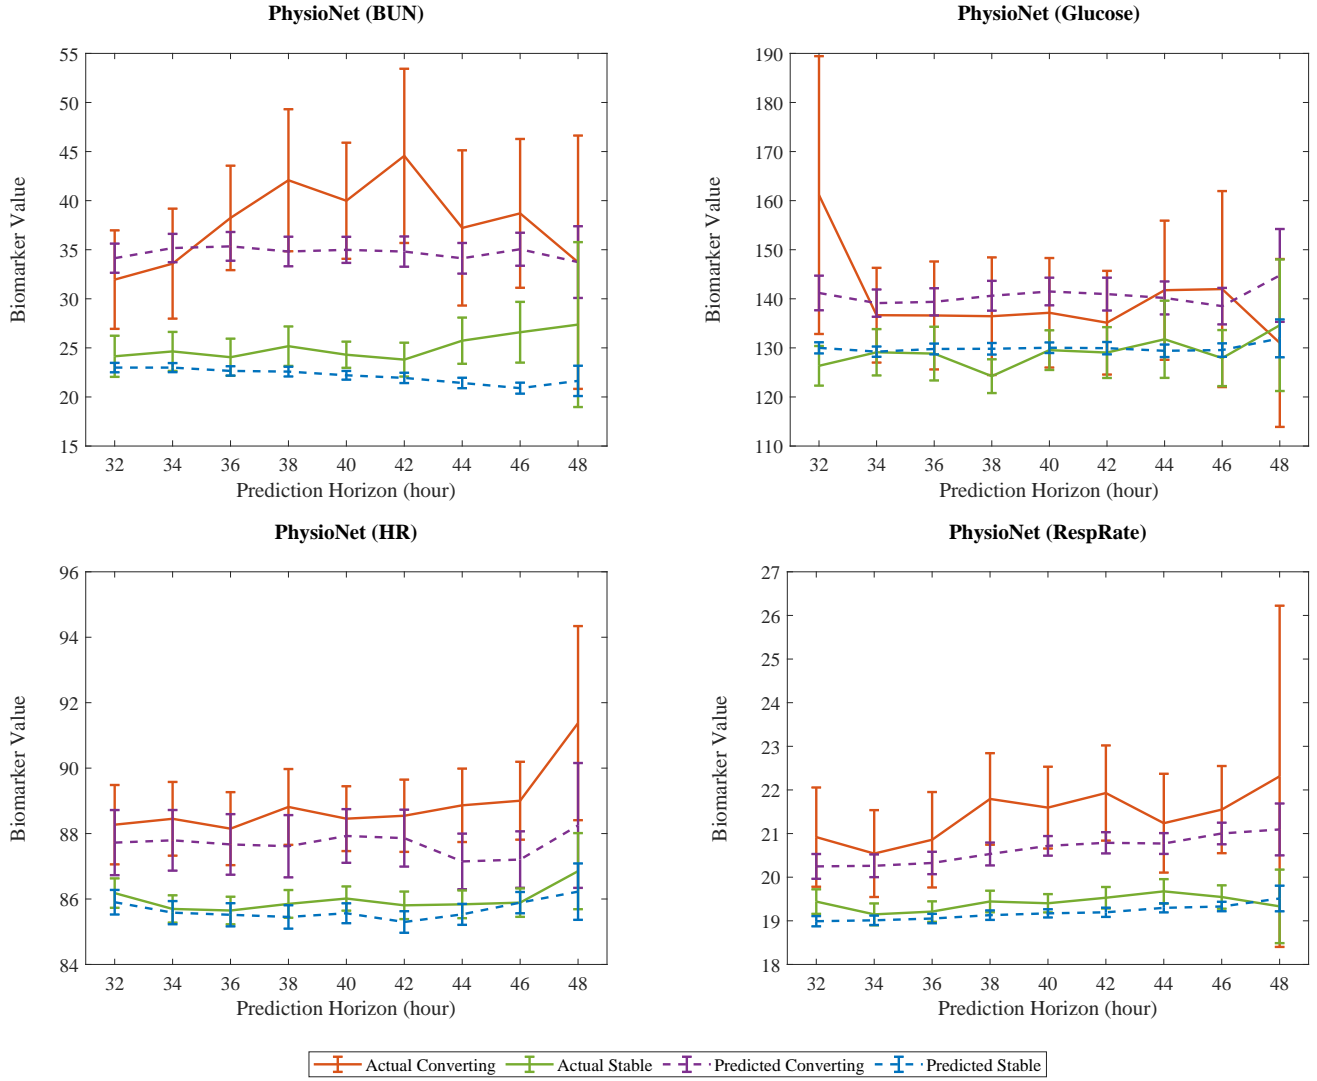 PhysioNet (BUN)
55
50
45
40
35
30
25
20
15
Biomarker Value
32 34 36 38 40 42 44 46 48
Prediction Horizon (hour)
PhysioNet (Glucose)
190
180
170
160
150
140
130
120
110
Biomarker Value
32 34 36 38 40 42 44 46 48
Prediction Horizon (hour)
PhysioNet (HR)
96
94
92
90
88
86
84
Biomarker Value
32 34 36 38 40 42 44 46 48
Prediction Horizon (hour)
PhysioNet (RespRate)
27
26
25
24
23
22
21
20
19
18
Biomarker Value
32 34 36 38 40 42 44 46 48
Prediction Horizon (hour)
Actual Converting Actual Stable Predicted Converting Predicted Stable